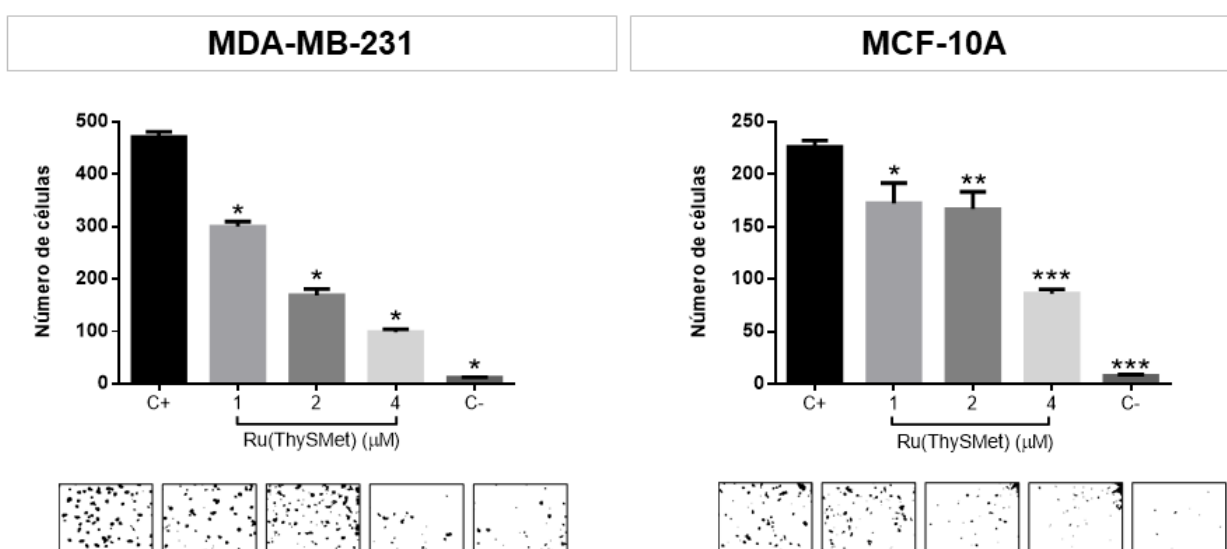 MDA-MB-231
MCF-10A
Número de células
500
400
300
200
100
0
*
*
*
*
C+
1
2
4
C-
Ru(ThySMet) (μM)
Número de células
250
200
150
100
50
0
*
**
***
***
C+
1
2
4
C-
Ru(ThySMet) (μM)